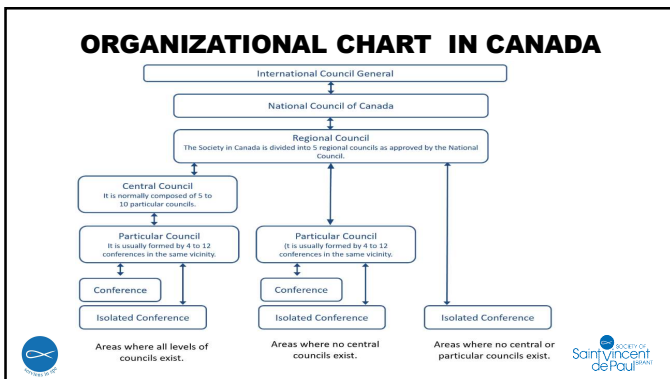 ORGANIZATIONAL CHART IN CANADA
International Council General
National Council of Canada
Regional Council
The Society in Canada is divided into 5 regional councils as approved by the National
Council.
Central Council
It is normally composed of 5 to
10 particular councils.
Particular Council
It is usually formed by 4 to 12
conferences in the same vicinity.
Conference
Isolated Conference
Areas where all levels of
councils exist.
Particular Council
(t is usually formed by 4 to 12
conferences in the same vicinity.
Conference
Isolated Conference
Areas where no central
councils exist.
Isolated Conference
Areas where no central or
particular councils exist.
serviens in spe
SOCIETY OF
Saint Vincent
de Paul